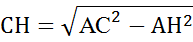 CH = √(AC² − AH²)